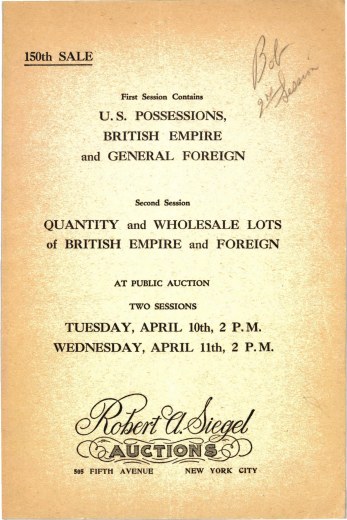 150th SALE
Bob
2nd Session
First Session Contains
U. S. POSSESSIONS,
BRITISH EMPIRE
and GENERAL FOREIGN
Second Session
QUANTITY and WHOLESALE LOTS
of BRITISH EMPIRE and FOREIGN
AT PUBLIC AUCTION
TWO SESSIONS
TUESDAY, APRIL 10th, 2 P. M.
WEDNESDAY, APRIL 11th, 2 P. M.
Robert A. Siegel
AUCTIONS
505 FIFTH AVENUE NEW YORK CITY